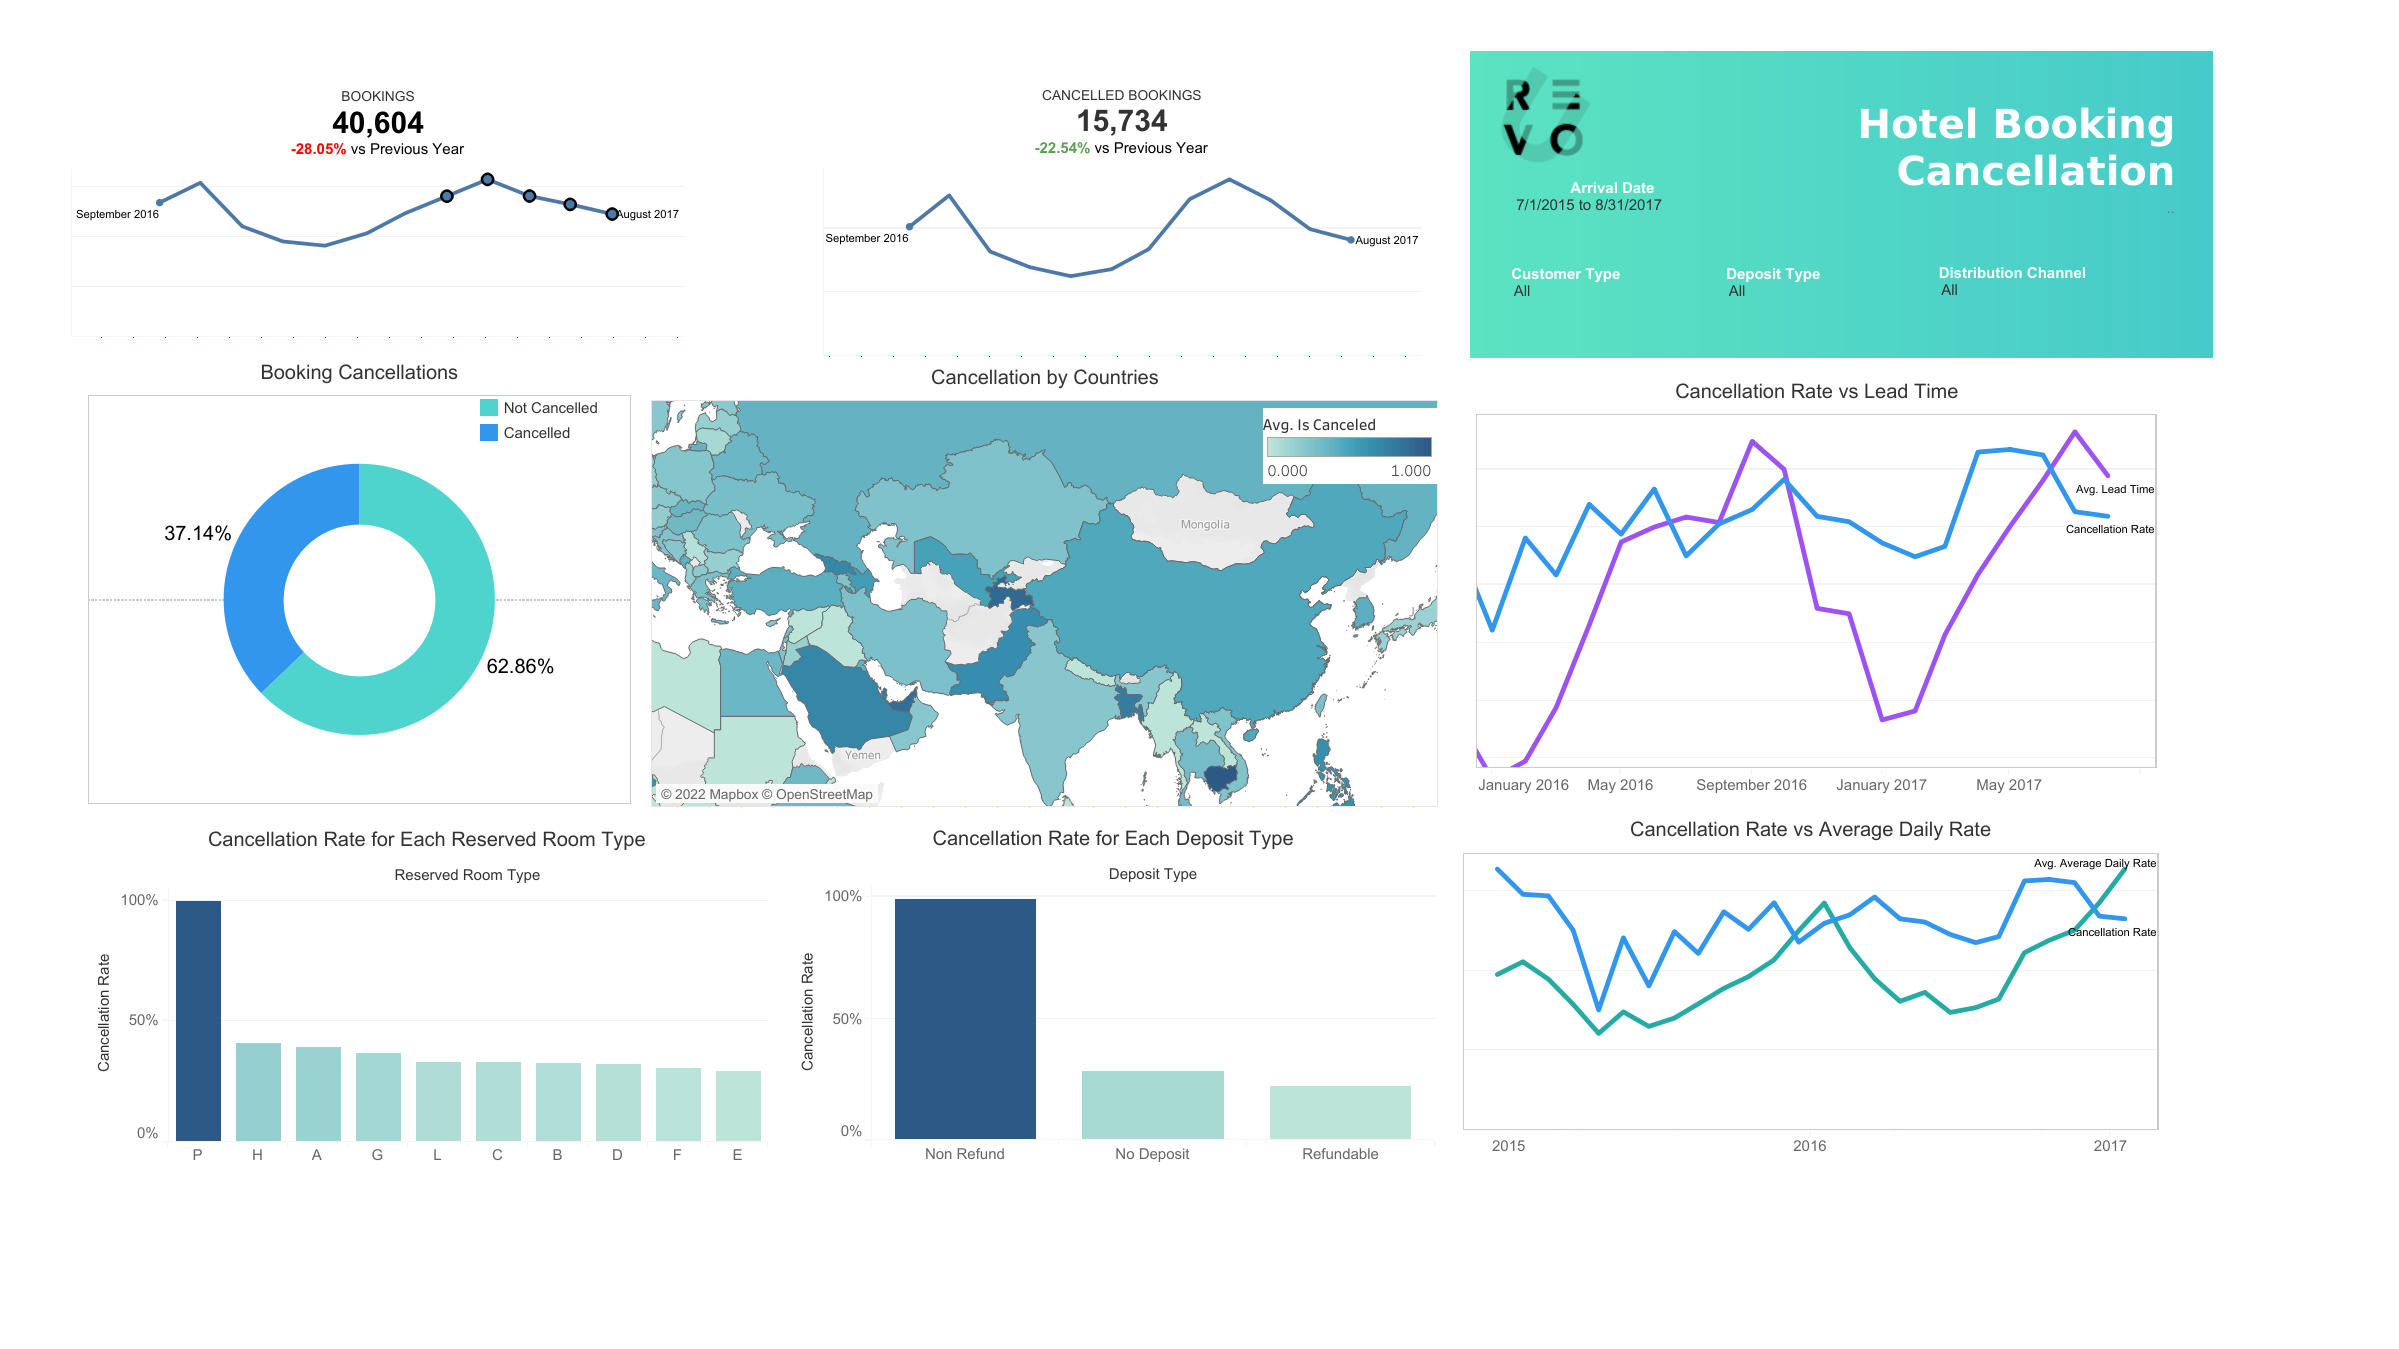 BOOKINGS
40,604
-28.05% vs Previous Year
September 2016
August 2017
CANCELLED BOOKINGS
15,734
-22.54% vs Previous Year
September 2016
August 2017
RE
VO
Hotel Booking
Cancellation
..
Arrival Date
7/1/2015 to 8/31/2017
Customer Type
All
Deposit Type
All
Distribution Channel
All
Booking Cancellations
Not Cancelled
Cancelled
37.14%
62.86%
Cancellation by Countries
Avg. Is Canceled
0.000 1.000
Mongolia
Yemen
© 2022 Mapbox © OpenStreetMap
Cancellation Rate vs Lead Time
Avg. Lead Time
Cancellation Rate
January 2016 May 2016 September 2016 January 2017 May 2017
Cancellation Rate for Each Reserved Room Type
Reserved Room Type
Cancellation Rate
100%
50%
0%
P H A G L C B D F E
Cancellation Rate for Each Deposit Type
Deposit Type
Cancellation Rate
100%
50%
0%
Non Refund No Deposit Refundable
Cancellation Rate vs Average Daily Rate
Avg. Average Daily Rate
Cancellation Rate
2015 2016 2017